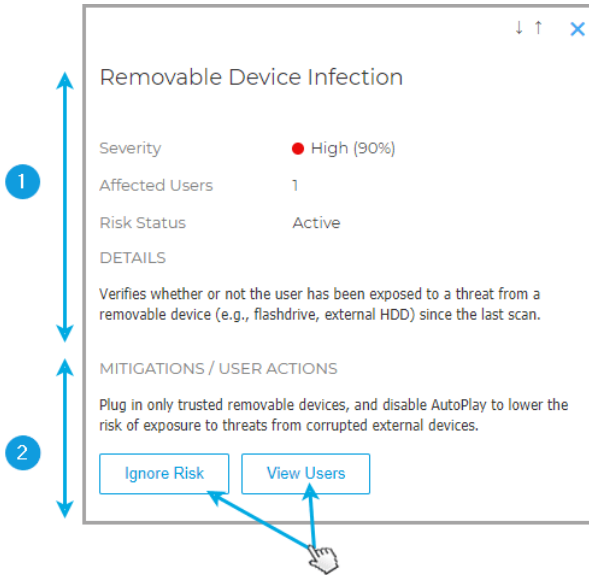 Removable Device Infection
1
Severity High (90%)
Affected Users 1
Risk Status Active
DETAILS
Verifies whether or not the user has been exposed to a threat from a
removable device (e.g., flashdrive, external HDD) since the last scan.
MITIGATIONS / USER ACTIONS
Plug in only trusted removable devices, and disable AutoPlay to lower the
risk of exposure to threats from corrupted external devices.
2
Ignore Risk View Users